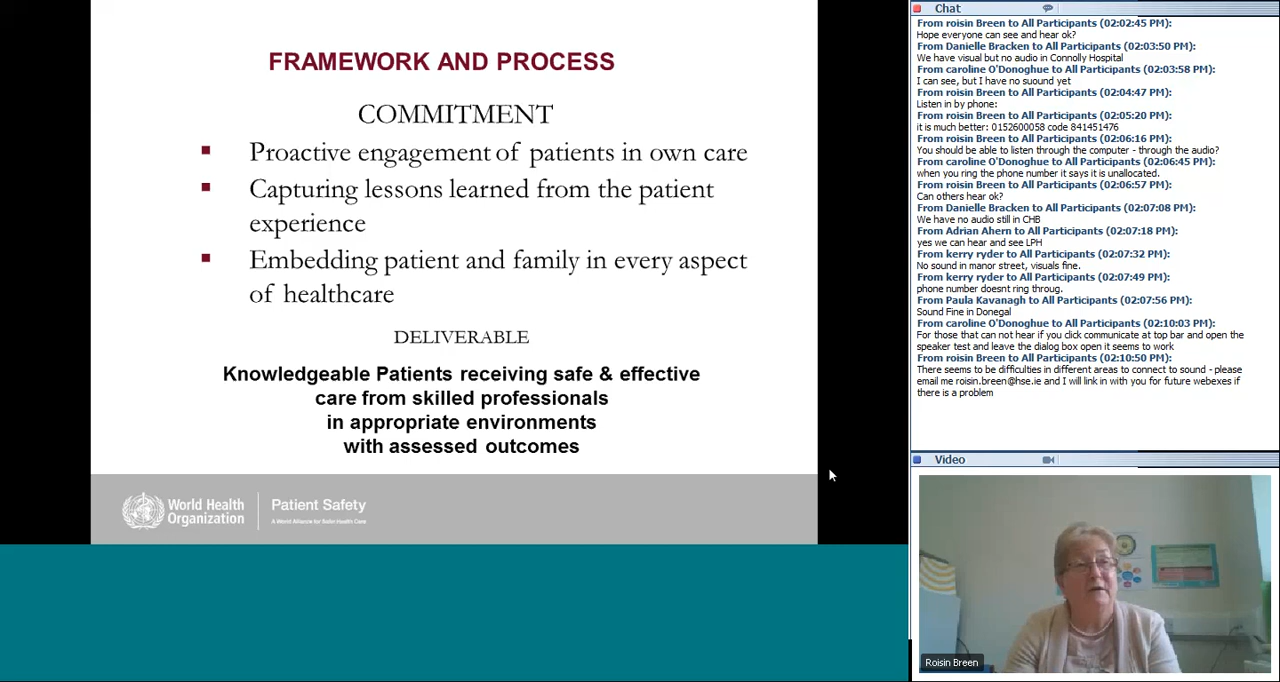 FRAMEWORK AND PROCESS
COMMITMENT
Proactive engagement of patients in own care
Capturing lessons learned from the patient
experience
Embedding patient and family in every aspect
of healthcare
DELIVERABLE
Knowledgeable Patients receiving safe & effective
care from skilled professionals
in appropriate environments
with assessed outcomes
World Health
Organization
Patient Safety
A World Alliance for Safer Health Care
Chat
From roisin Breen to All Participants (02:02:45 PM):
Hope everyone can see and hear ok?
From Danielle Bracken to All Participants (02:03:50 PM):
We have visual but no audio in Connolly Hospital
From caroline O'Donoghue to All Participants (02:03:58 PM):
I can see, but I have no suound yet
From roisin Breen to All Participants (02:04:47 PM):
Listen in by phone:
From roisin Breen to All Participants (02:05:20 PM):
it is much better: 0152600058 code 841451476
From roisin Breen to All Participants (02:06:16 PM):
You should be able to listen through the computer - through the audio?
From caroline O'Donoghue to All Participants (02:06:45 PM):
when you ring the phone number it says it is unallocated.
From roisin Breen to All Participants (02:06:57 PM):
Can others hear ok?
From Danielle Bracken to All Participants (02:07:08 PM):
We have no audio still in CHB
From Adrian Ahern to All Participants (02:07:18 PM):
yes we can hear and see LPH
From kerry ryder to All Participants (02:07:32 PM):
No sound in manor street, visuals fine.
From kerry ryder to All Participants (02:07:49 PM):
phone number doesnt ring throug.
From Paula Kavanagh to All Participants (02:07:56 PM):
Sound Fine in Donegal
From caroline O'Donoghue to All Participants (02:10:03 PM):
For those that can not hear if you click communicate at top bar and open the
speaker test and leave the dialog box open it seems to work
From roisin Breen to All Participants (02:10:50 PM):
There seems to be difficulties in different areas to connect to sound - please
email me roisin.breen@hse.ie and I will link in with you for future webexes if
there is a problem
Video
Roisin Breen